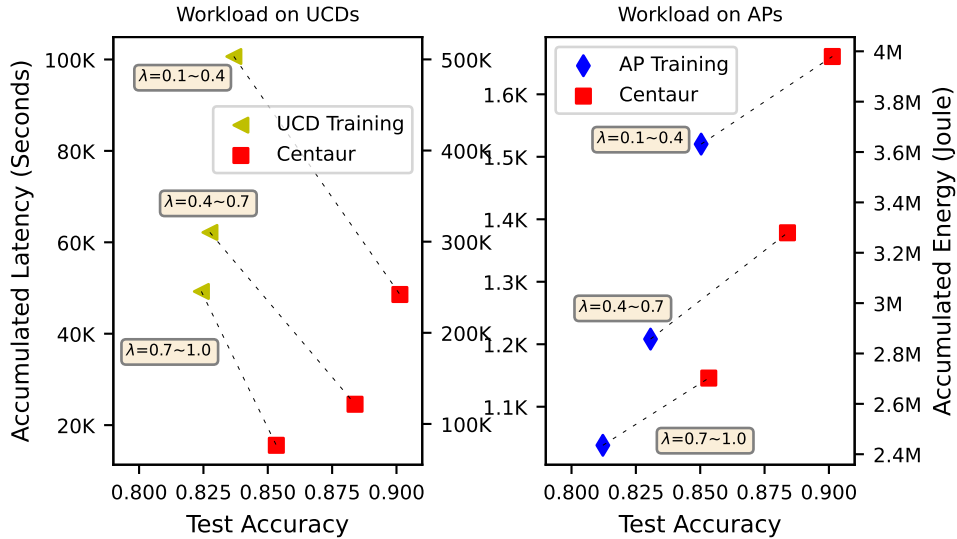 Workload on UCDs
Accumulated Latency (Seconds)
100K
80K
60K
40K
20K
500K
400K
300K
200K
100K
λ=0.1~0.4
UCD Training
Centaur
λ=0.4~0.7
λ=0.7~1.0
0.800 0.825 0.850 0.875 0.900
Test Accuracy
Workload on APs
1.6K
1.5K
1.4K
1.3K
1.2K
1.1K
AP Training
Centaur
λ=0.1~0.4
λ=0.4~0.7
λ=0.7~1.0
4M
3.8M
3.6M
3.4M
3.2M
3M
2.8M
2.6M
2.4M
Accumulated Energy (Joule)
0.800 0.825 0.850 0.875 0.900
Test Accuracy